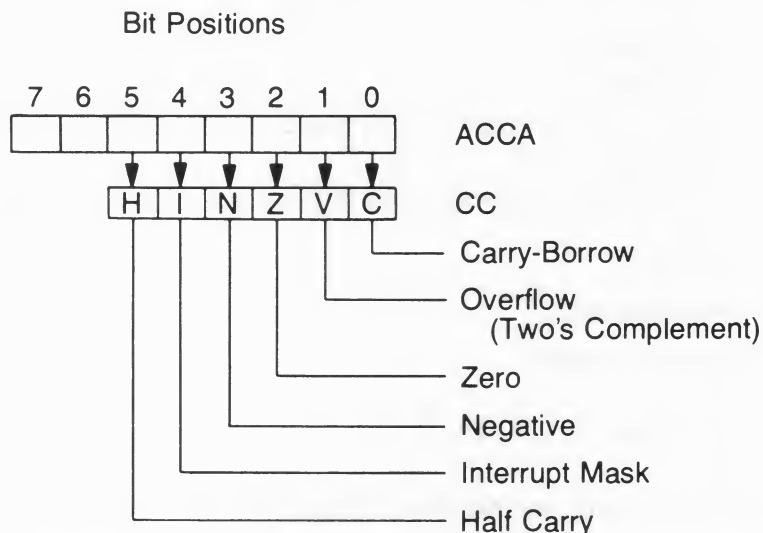 Bit Positions
7 6 5 4 3 2 1 0
ACCA
H I N Z V C
CC
Carry-Borrow
Overflow
(Two's Complement)
Zero
Negative
Interrupt Mask
Half Carry